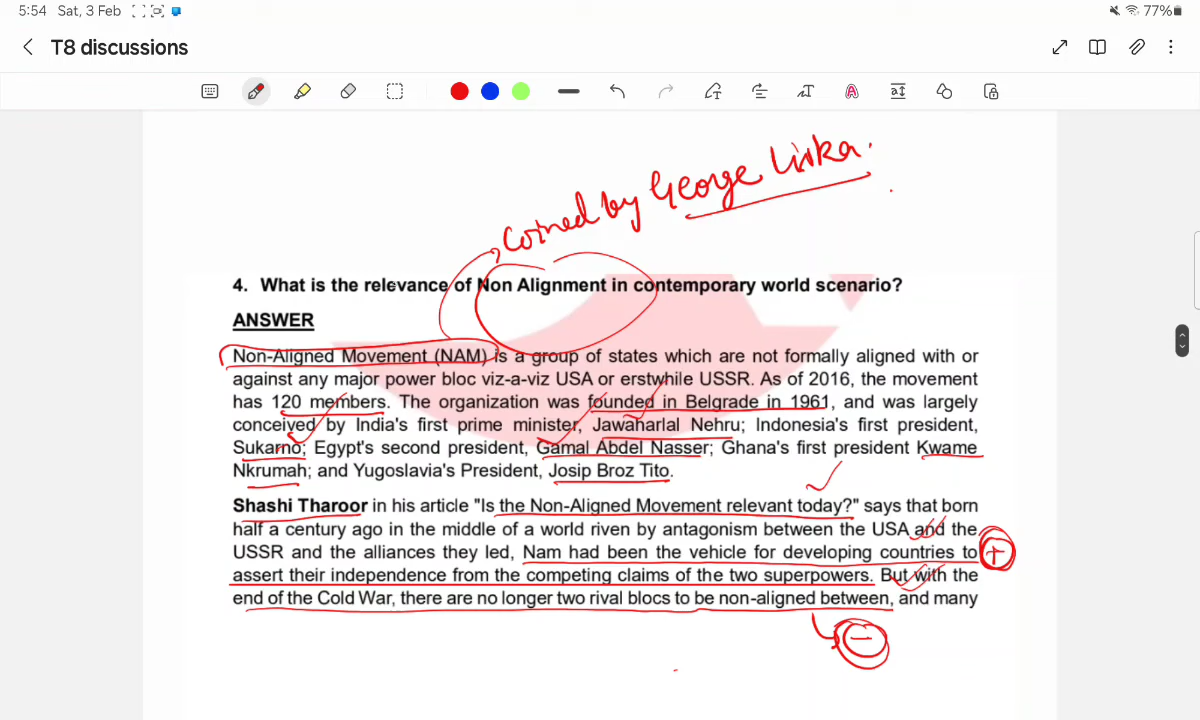 5:54 Sat, 3 Feb 77%
T8 discussions
Coined by George Liska.
4. What is the relevance of Non Alignment in contemporary world scenario?
ANSWER
Non-Aligned Movement (NAM) is a group of states which are not formally aligned with or
against any major power bloc viz-a-viz USA or erstwhile USSR. As of 2016, the movement
has 120 members. The organization was founded in Belgrade in 1961, and was largely
conceived by India's first prime minister, Jawaharlal Nehru; Indonesia's first president,
Sukarno; Egypt's second president, Gamal Abdel Nasser; Ghana's first president Kwame
Nkrumah; and Yugoslavia's President, Josip Broz Tito.
Shashi Tharoor in his article "Is the Non-Aligned Movement relevant today?" says that born
half a century ago in the middle of a world riven by antagonism between the USA and the
USSR and the alliances they led, Nam had been the vehicle for developing countries to +
assert their independence from the competing claims of the two superpowers. But with the
end of the Cold War, there are no longer two rival blocs to be non-aligned between, and many
−